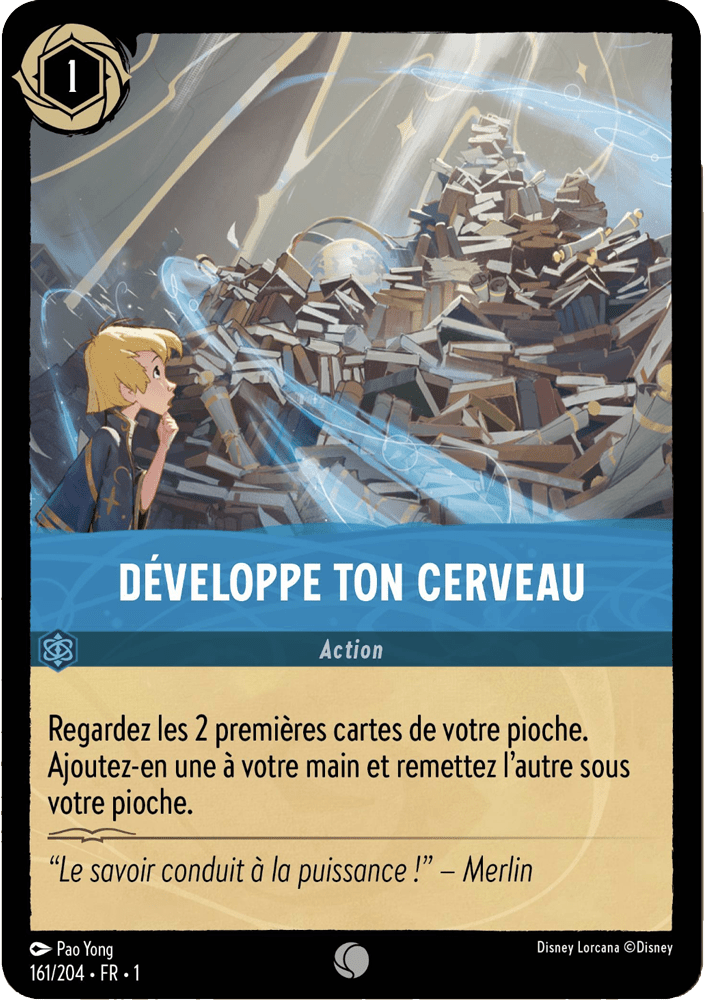 1
DÉVELOPPE TON CERVEAU
Action
Regardez les 2 premières cartes de votre pioche.
Ajoutez-en une à votre main et remettez l’autre sous
votre pioche.
“Le savoir conduit à la puissance !” – Merlin
Pao Yong
Disney Lorcana ©Disney
161/204 • FR • 1